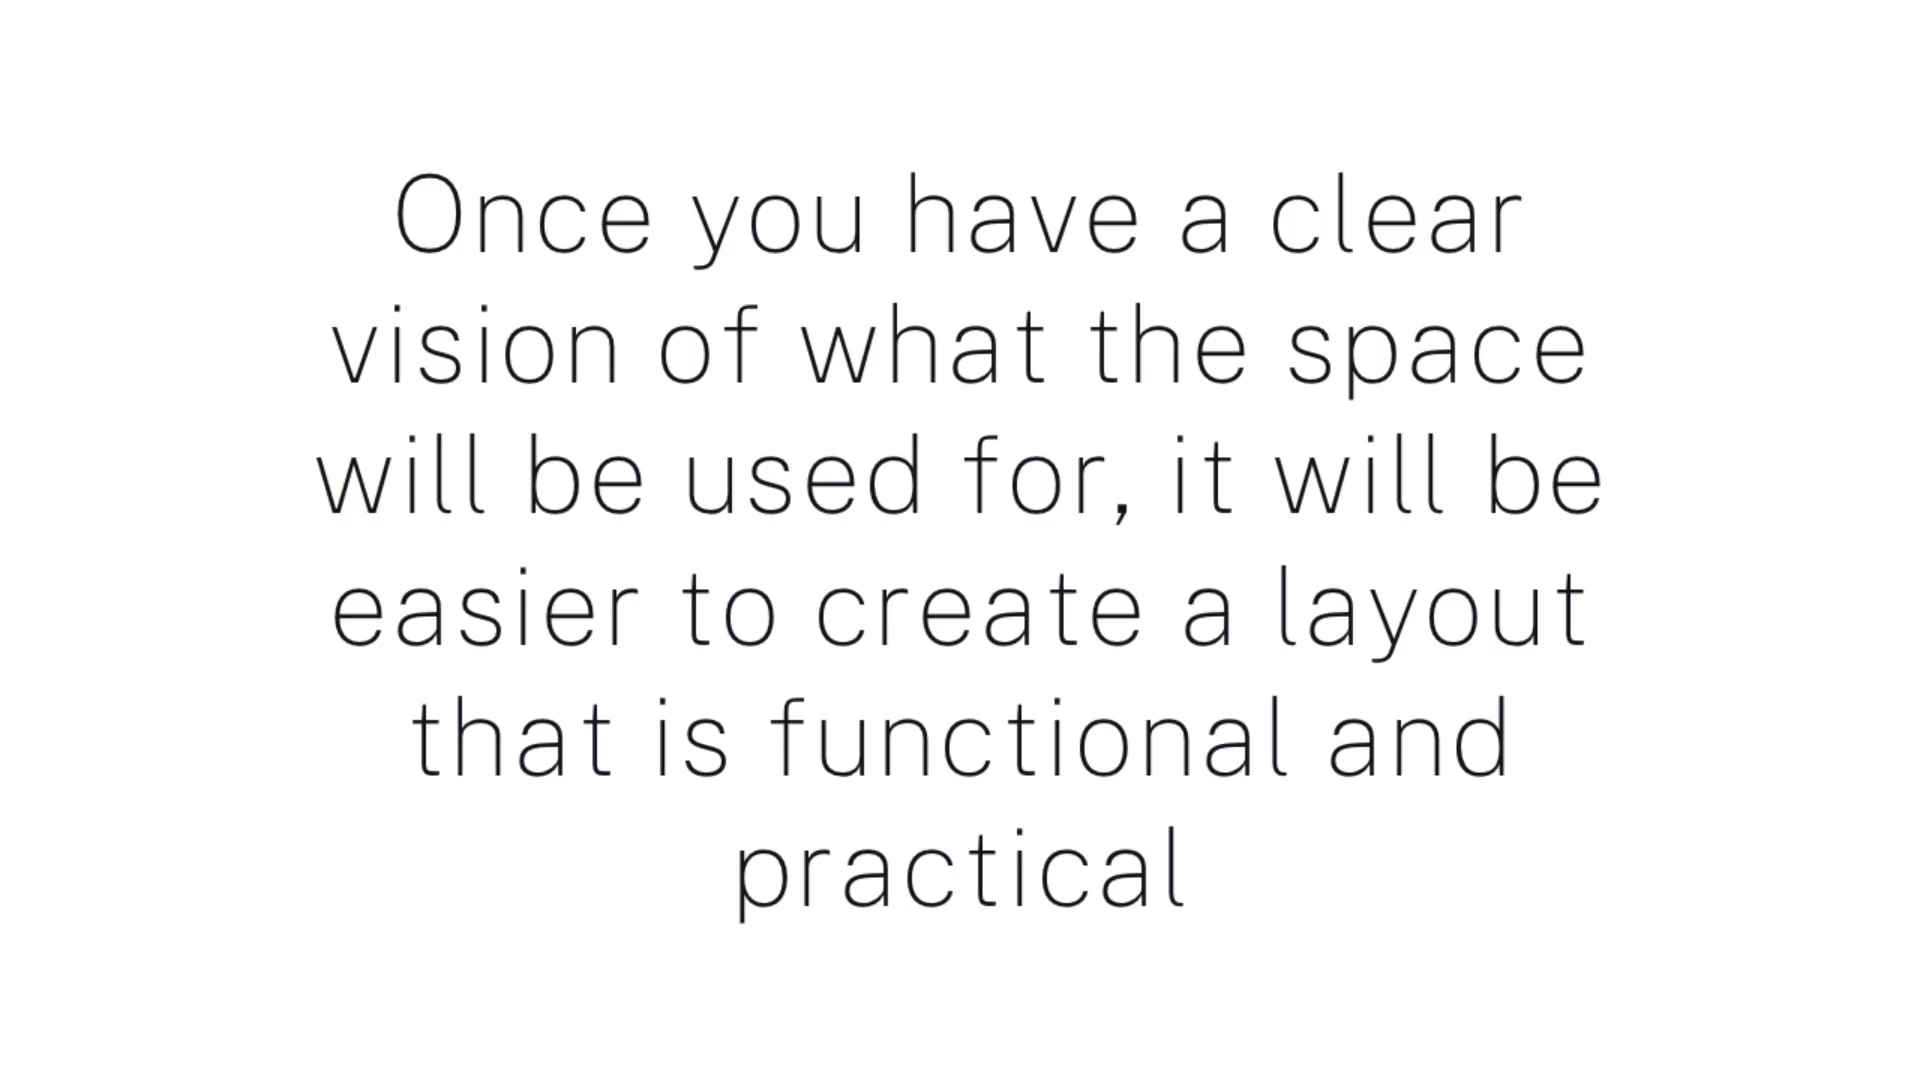 Once you have a clear
vision of what the space
will be used for, it will be
easier to create a layout
that is functional and
practical